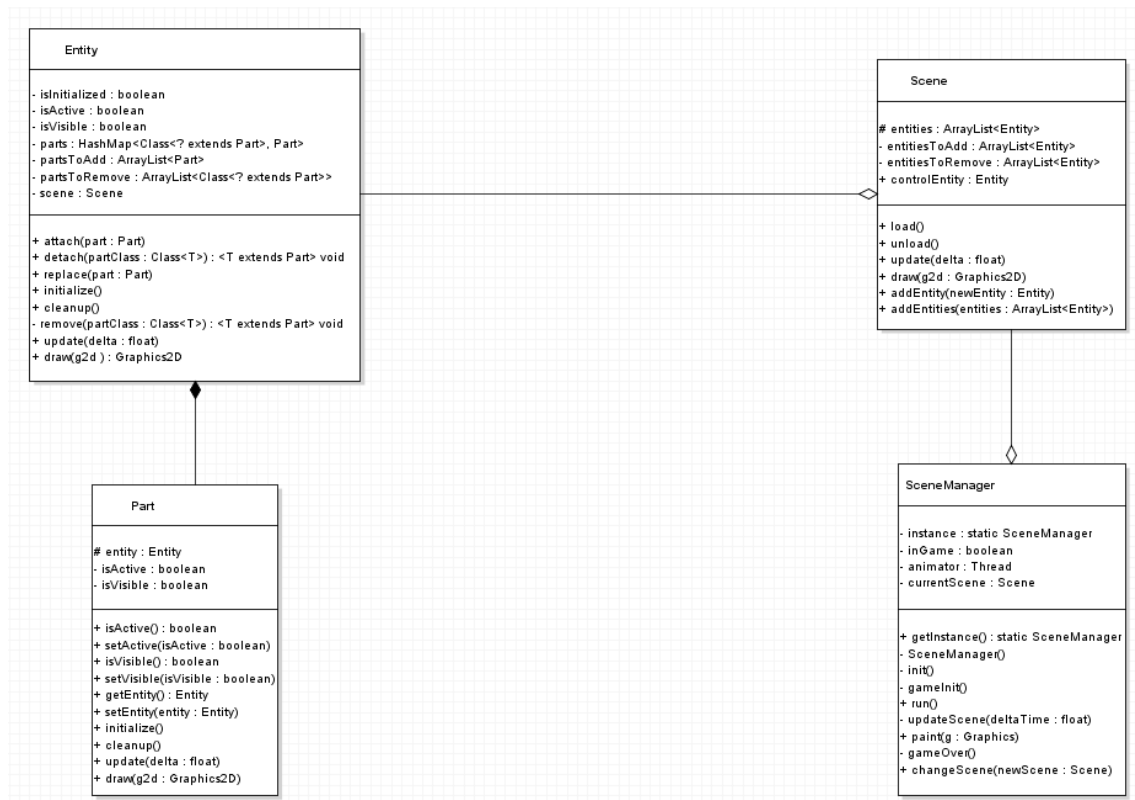 Entity
- isInitialized : boolean
- isActive : boolean
- isVisible : boolean
- parts : HashMap<Class<? extends Part>, Part>
- partsToAdd : ArrayList<Part>
- partsToRemove : ArrayList<Class<? extends Part>>
- scene : Scene
+ attach(part : Part)
+ detach(partClass : Class<T>) : <T extends Part> void
+ replace(part : Part)
+ initialize()
+ cleanup()
- remove(partClass : Class<T>) : <T extends Part> void
+ update(delta : float)
+ draw(g2d ) : Graphics2D
Scene
# entities : ArrayList<Entity>
- entitiesToAdd : ArrayList<Entity>
- entitiesToRemove : ArrayList<Entity>
+ controlEntity : Entity
+ load()
+ unload()
+ update(delta : float)
+ draw(g2d : Graphics2D)
+ addEntity(newEntity : Entity)
+ addEntities(entities : ArrayList<Entity>)
Part
# entity : Entity
- isActive : boolean
- isVisible : boolean
+ isActive() : boolean
+ setActive(isActive : boolean)
+ isVisible() : boolean
+ setVisible(isVisible : boolean)
+ getEntity() : Entity
+ setEntity(entity : Entity)
+ initialize()
+ cleanup()
+ update(delta : float)
+ draw(g2d : Graphics2D)
SceneManager
- instance : static SceneManager
- inGame : boolean
- animator : Thread
- currentScene : Scene
+ getInstance() : static SceneManager
- SceneManager()
- init()
- gameInit()
+ run()
- updateScene(deltaTime : float)
+ paint(g : Graphics)
- gameOver()
+ changeScene(newScene : Scene)